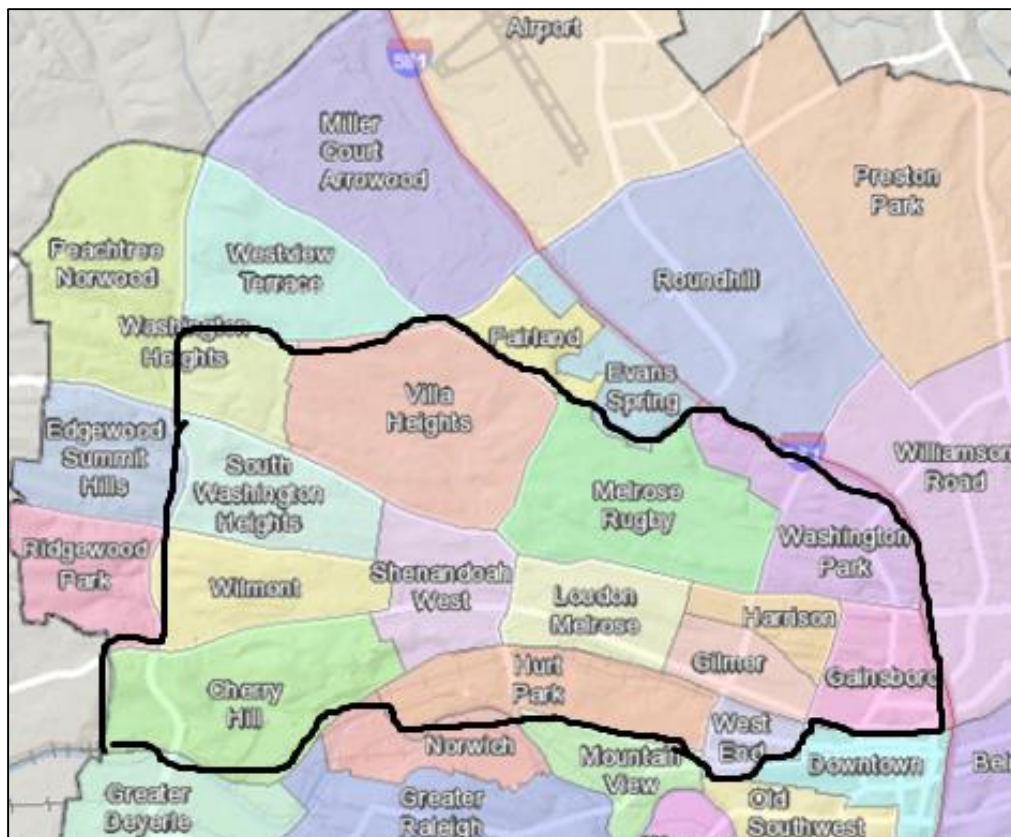 Airport
581
Miller
Court
Arrowood
Preston
Park
Peachtree
Norwood
Westview
Terrace
Roundhill
Washington
Heights
Fairland
Evans
Spring
Villa
Heights
Edgewood
Summit
Hills
South
Washington
Heights
Melrose
Rugby
Williamson
Road
Washington
Park
Ridgewood
Park
Wilmont
Shenandoah
West
Loudon
Melrose
Harrison
Gilmer
Gainsboro
Cherry
Hill
Hurt
Park
West
End
Norwich
Mountain
View
Downtown
Bel
Greater
Deyerle
Greater
Raleigh
Old
Southwest